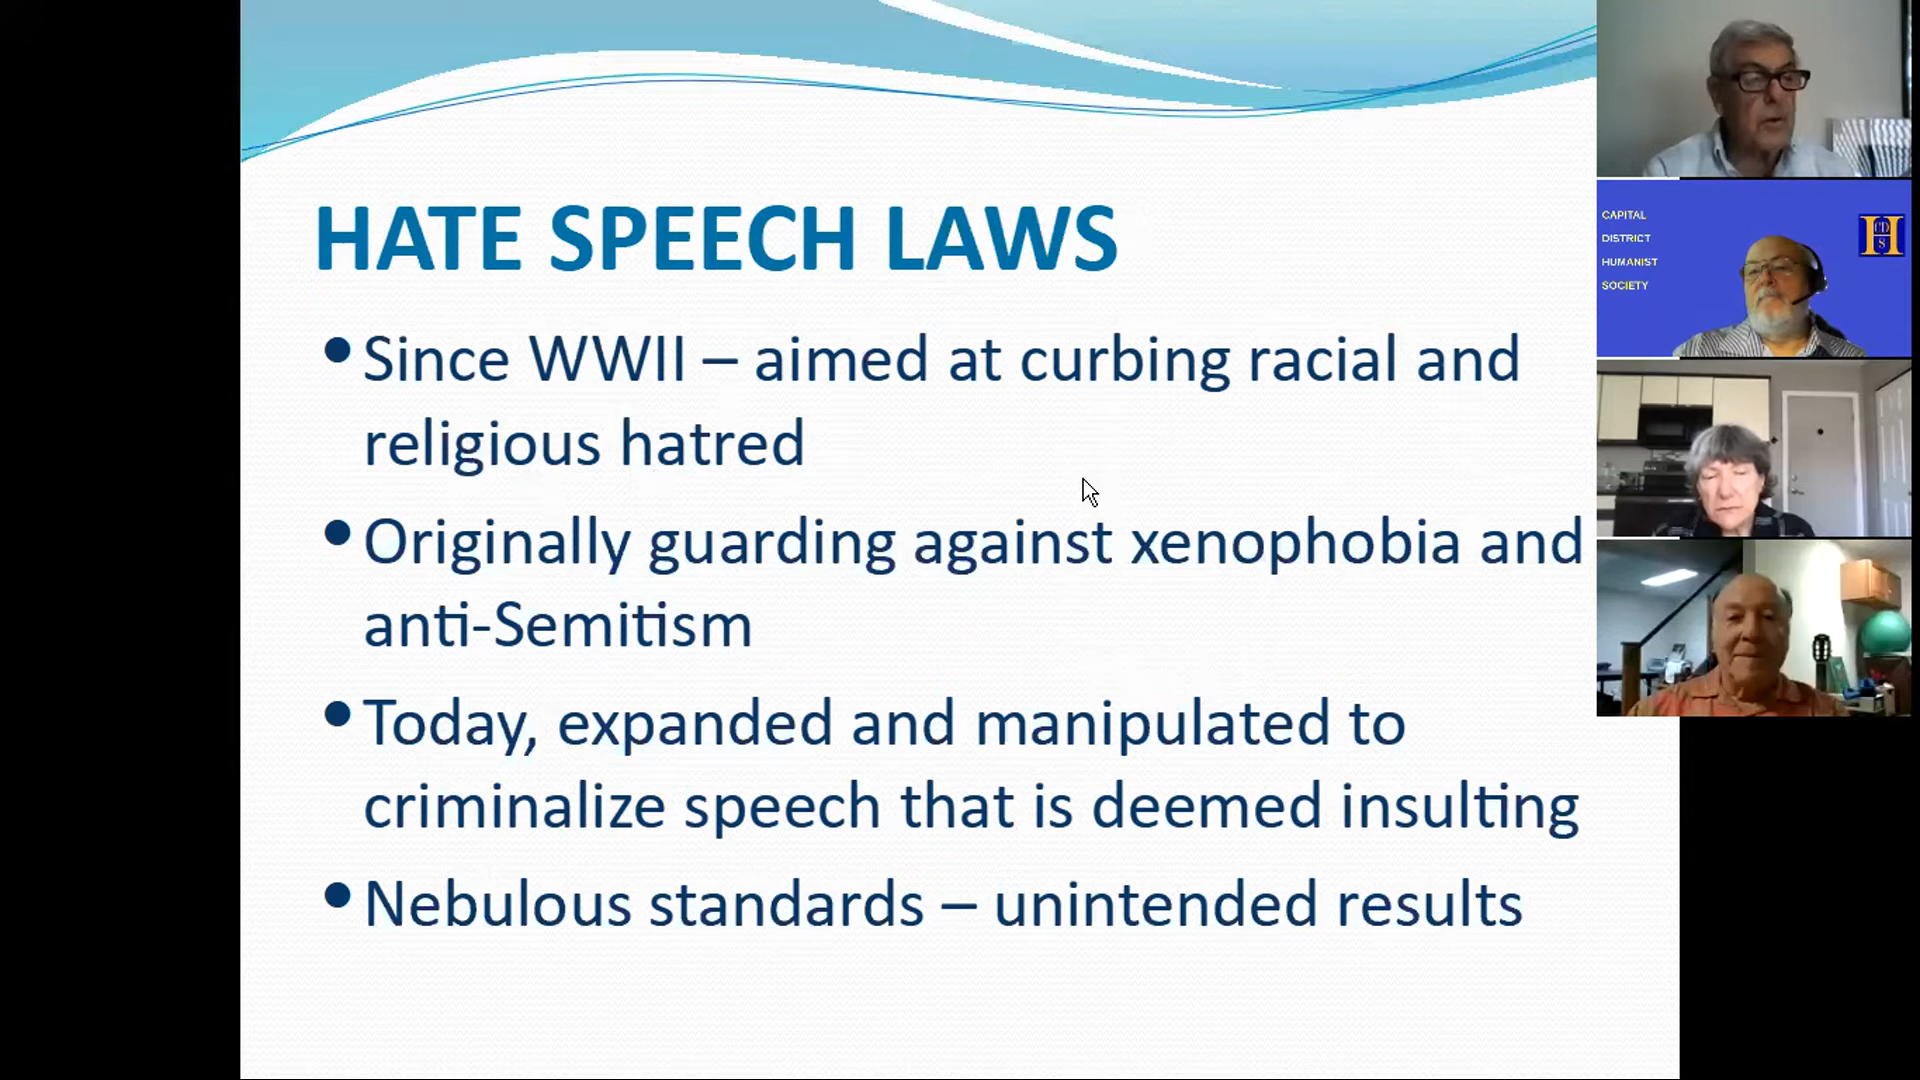 HATE SPEECH LAWS
• Since WWII – aimed at curbing racial and
religious hatred
• Originally guarding against xenophobia and
anti-Semitism
• Today, expanded and manipulated to
criminalize speech that is deemed insulting
• Nebulous standards – unintended results
CAPITAL
DISTRICT
HUMANIST
SOCIETY
H
CD
S